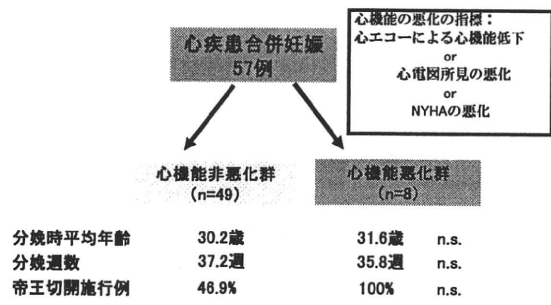 心疾患合併妊娠
57例
心機能の悪化の指標：
心エコーによる心機能低下
or
心電図所見の悪化
or
NYHAの悪化
心機能非悪化群
(n=49)
心機能悪化群
(n=8)
分娩時平均年齢 30.2歳 31.6歳 n.s.
分娩週数 37.2週 35.8週 n.s.
帝王切開施行例 46.9% 100% n.s.